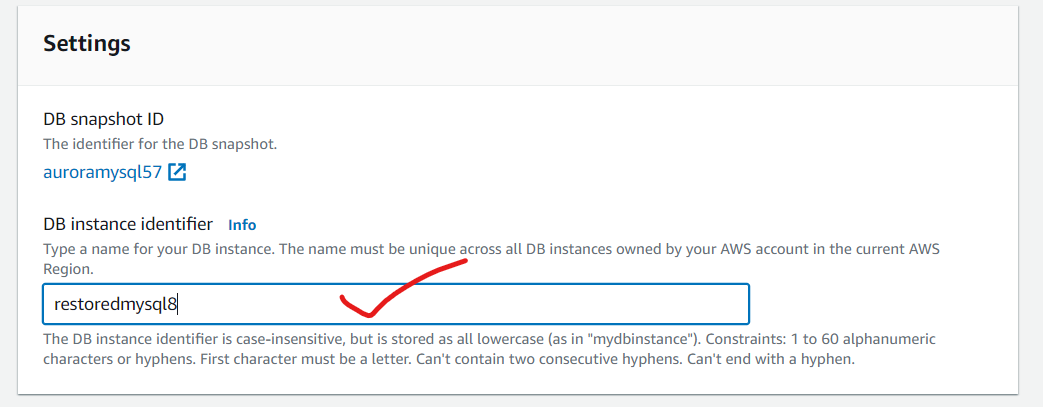 Settings
DB snapshot ID
The identifier for the DB snapshot.
auroramysql57
DB instance identifier Info
Type a name for your DB instance. The name must be unique across all DB instances owned by your AWS account in the current AWS
Region.
restoredmysql8
The DB instance identifier is case-insensitive, but is stored as all lowercase (as in "mydbinstance"). Constraints: 1 to 60 alphanumeric
characters or hyphens. First character must be a letter. Can't contain two consecutive hyphens. Can't end with a hyphen.